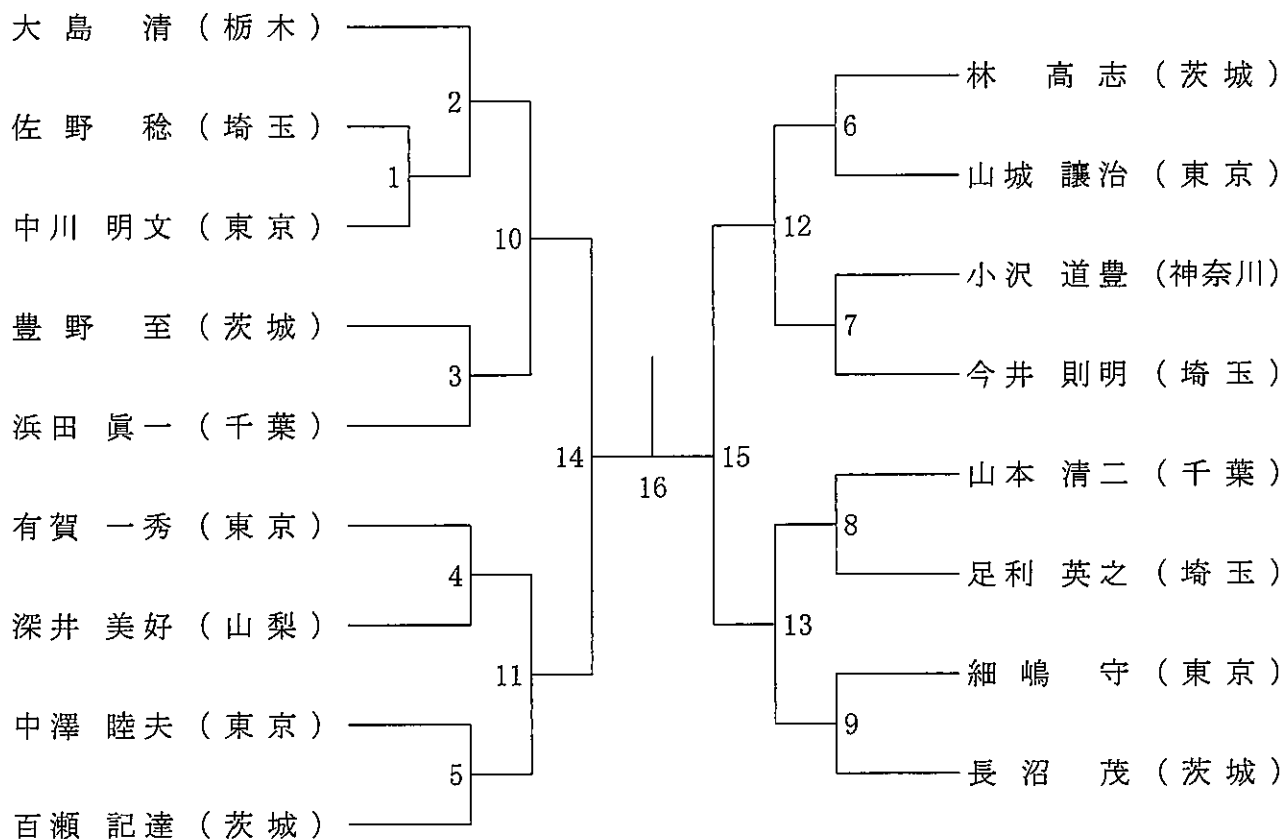 大島 清（栃木）
佐野 稔（埼玉）
中川 明文（東京）
豊野 至（茨城）
浜田 眞一（千葉）
有賀 一秀（東京）
深井 美好（山梨）
中澤 睦夫（東京）
百瀬 記達（茨城）
1
2
3
4
5
10
11
14
16
15
12
13
6
7
8
9
林 高志（茨城）
山城 讓治（東京）
小沢 道豊（神奈川）
今井 則明（埼玉）
山本 清二（千葉）
足利 英之（埼玉）
細嶋 守（東京）
長沼 茂（茨城）